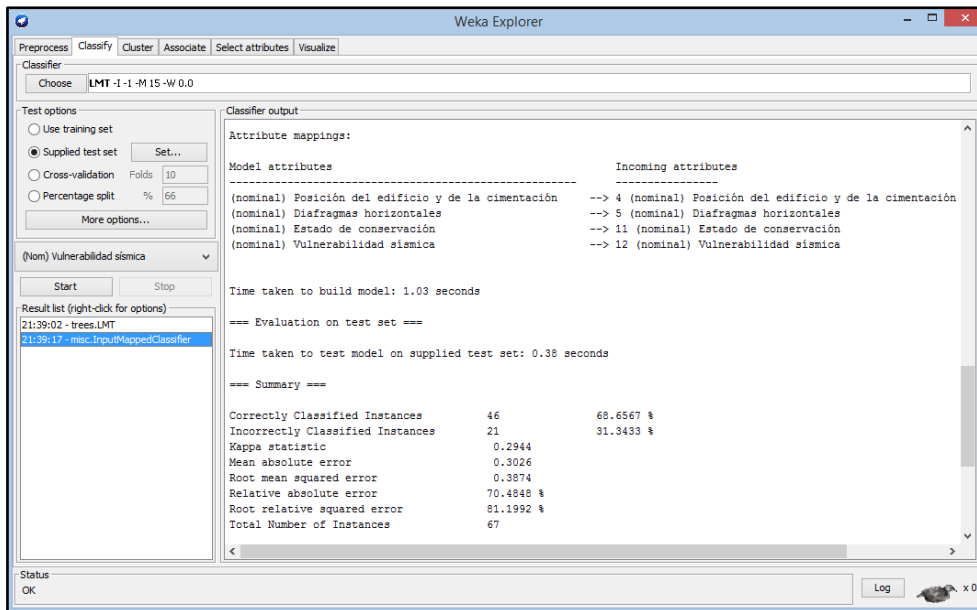 Weka Explorer
Preprocess Classify Cluster Associate Select attributes Visualize
Classifier
Choose LMT -I -1 -M 15 -W 0.0
Test options
Use training set
Supplied test set Set...
Cross-validation Folds 10
Percentage split % 66
More options...
(Nom) Vulnerabilidad sísmica
Start Stop
Result list (right-click for options)
21:39:02 - trees.LMT
21:39:17 - misc.InputMappedClassifier
Classifier output
Attribute mappings:
Model attributes Incoming attributes
------------------------------------------------------ ----------------
(nominal) Posición del edificio y de la cimentación --> 4 (nominal) Posición del edificio y de la cimentación
(nominal) Diafragmas horizontales --> 5 (nominal) Diafragmas horizontales
(nominal) Estado de conservación --> 11 (nominal) Estado de conservación
(nominal) Vulnerabilidad sísmica --> 12 (nominal) Vulnerabilidad sísmica
Time taken to build model: 1.03 seconds
=== Evaluation on test set ===
Time taken to test model on supplied test set: 0.38 seconds
=== Summary ===
Correctly Classified Instances 46 68.6567 %
Incorrectly Classified Instances 21 31.3433 %
Kappa statistic 0.2944
Mean absolute error 0.3026
Root mean squared error 0.3874
Relative absolute error 70.4848 %
Root relative squared error 81.1992 %
Total Number of Instances 67
Status
OK
Log
x 0